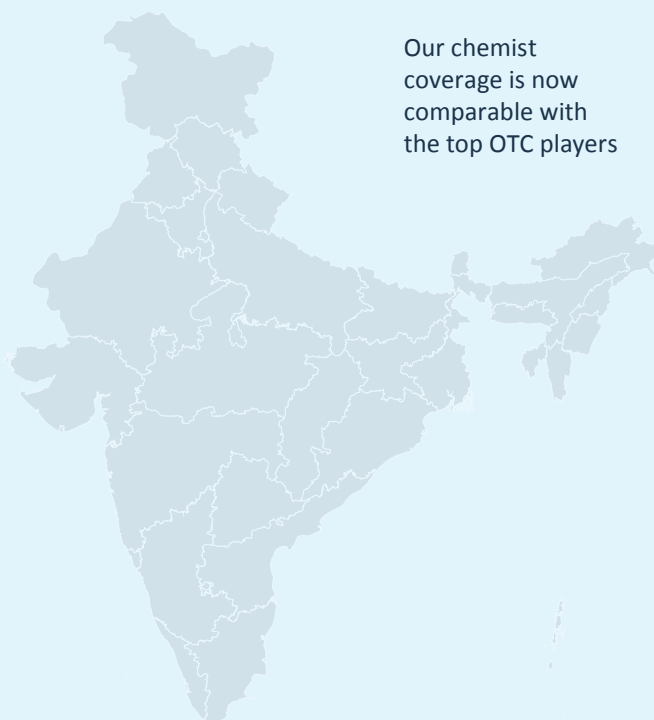 Our chemist
coverage is now
comparable with
the top OTC players